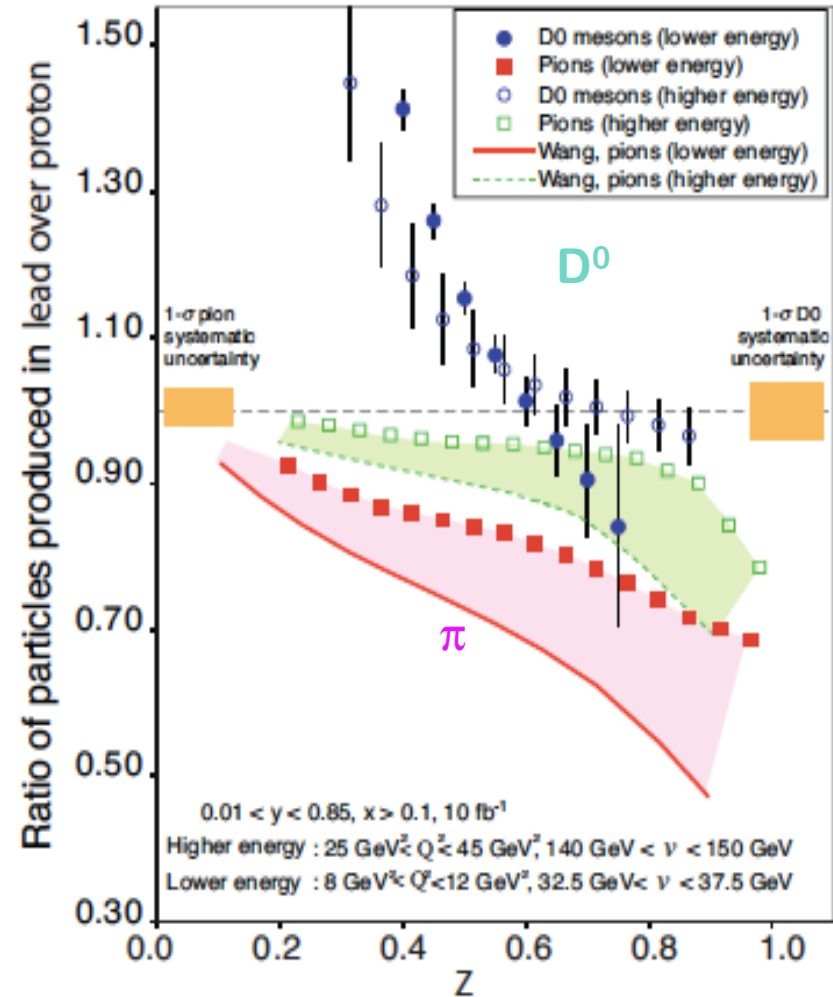 Ratio of particles produced in lead over proton
1.50
1.30
1.10
0.90
0.70
0.50
0.30
D0 mesons (lower energy)
Pions (lower energy)
D0 mesons (higher energy)
Pions (higher energy)
Wang, pions (lower energy)
Wang, pions (higher energy)
D⁰
1-σ pion
systematic
uncertainty
1-σ D0
systematic
uncertainty
π
0.01 < y < 0.85, x > 0.1, 10 fb⁻¹
Higher energy : 25 GeV²< Q²< 45 GeV², 140 GeV < ν < 150 GeV
Lower energy : 8 GeV²< Q²<12 GeV², 32.5 GeV< ν < 37.5 GeV
0.0 0.2 0.4 0.6 0.8 1.0
Z